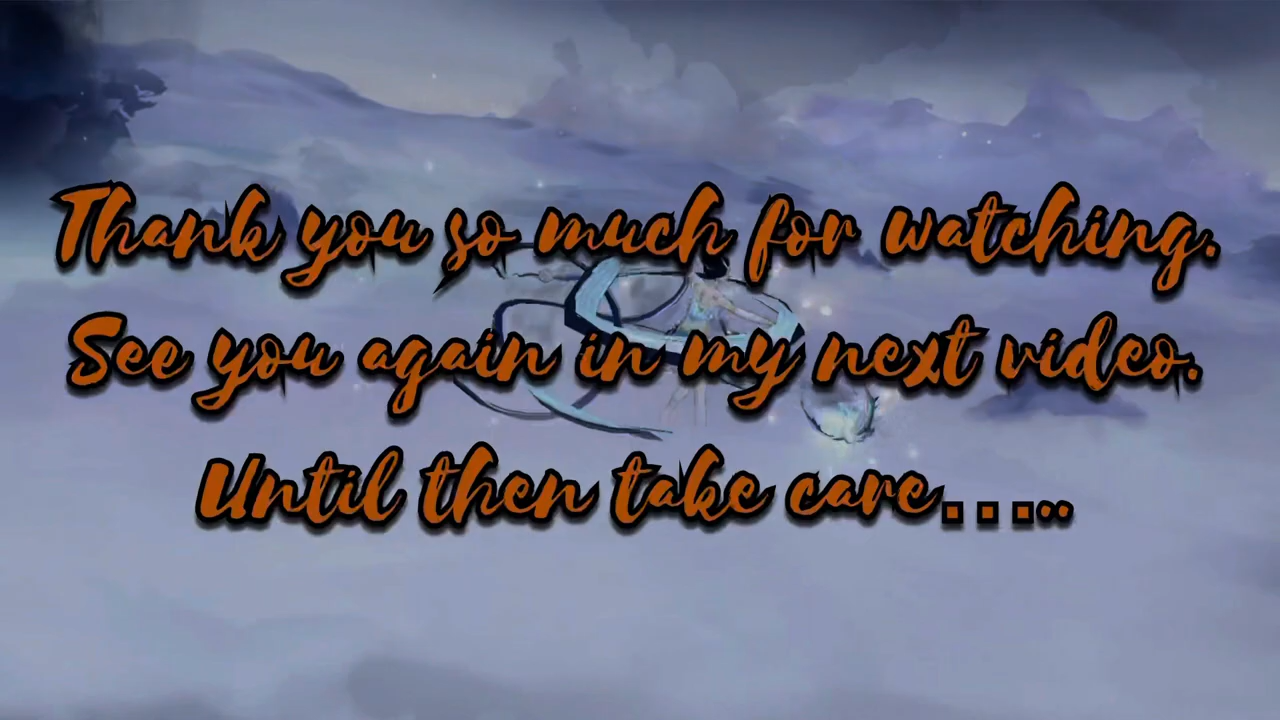 Thank you so much for watching.
See you again in my next video.
Until then take care.....